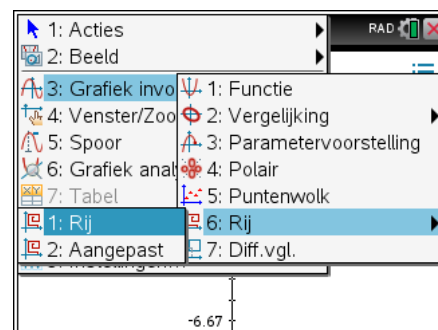 1: Acties
RAD
2: Beeld
3: Grafiek invo
1: Functie
4: Venster/Zoo
2: Vergelijking
5: Spoor
3: Parametervoorstelling
6: Grafiek anal
4: Polair
7: Tabel
5: Puntenwolk
1: Rij
6: Rij
2: Aangepast
7: Diff.vgl.
-6.67